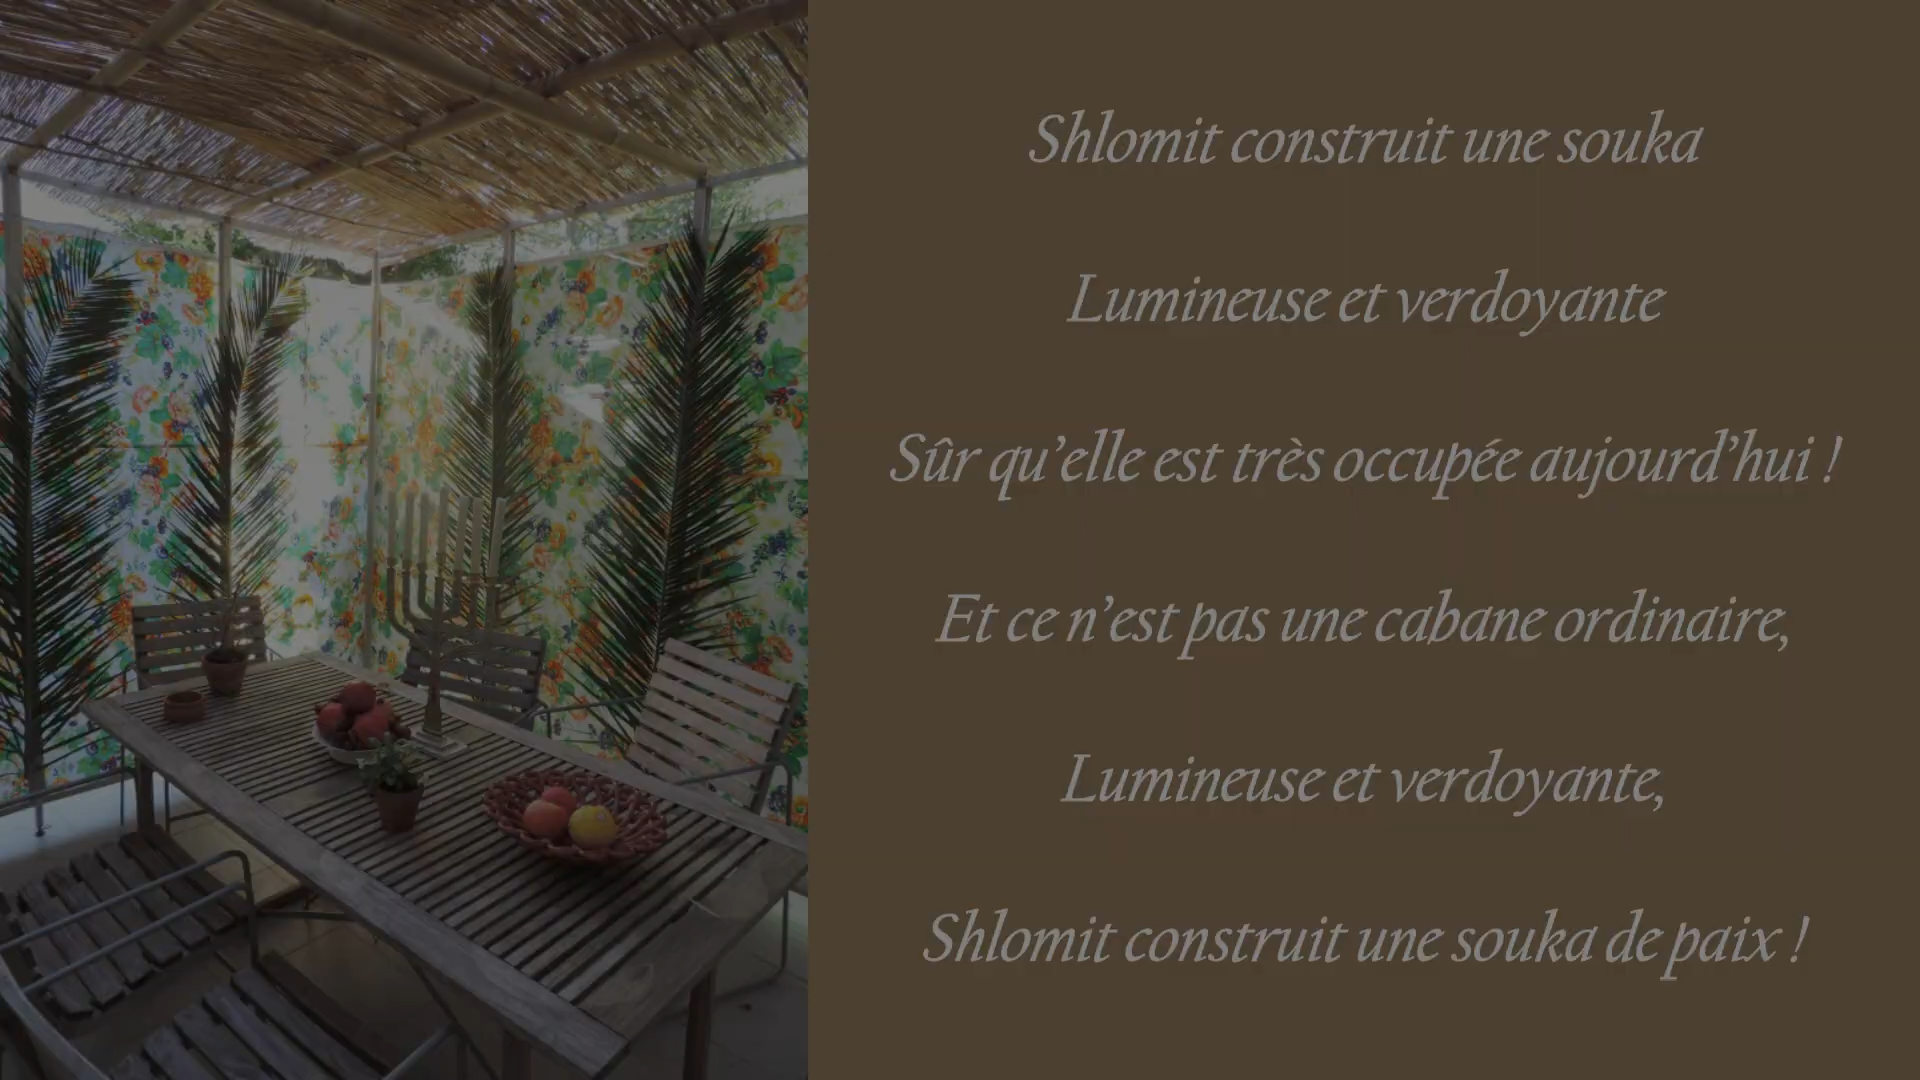 Shlomit construit une souka
Lumineuse et verdoyante
Sûr qu’elle est très occupée aujourd’hui !
Et ce n’est pas une cabane ordinaire,
Lumineuse et verdoyante,
Shlomit construit une souka de paix !